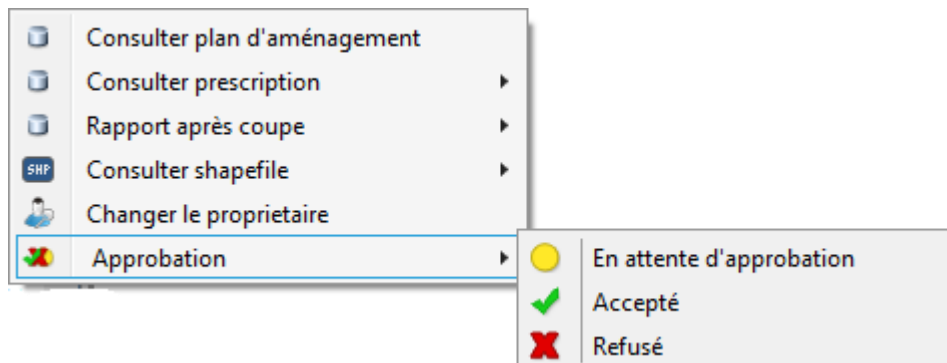 Consulter plan d'aménagement
Consulter prescription
Rapport après coupe
SHP Consulter shapefile
Changer le proprietaire
Approbation
En attente d'approbation
Accepté
Refusé